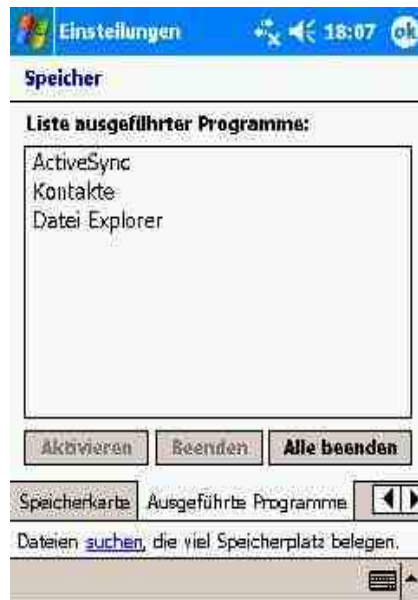 Einstellungen 18:07 ok
Speicher
Liste ausgeführter Programme:
ActiveSync
Kontakte
Datei Explorer
Aktivieren Beenden Alle beenden
Speicherkarte Ausgeführte Programme
Dateien suchen, die viel Speicherplatz belegen.